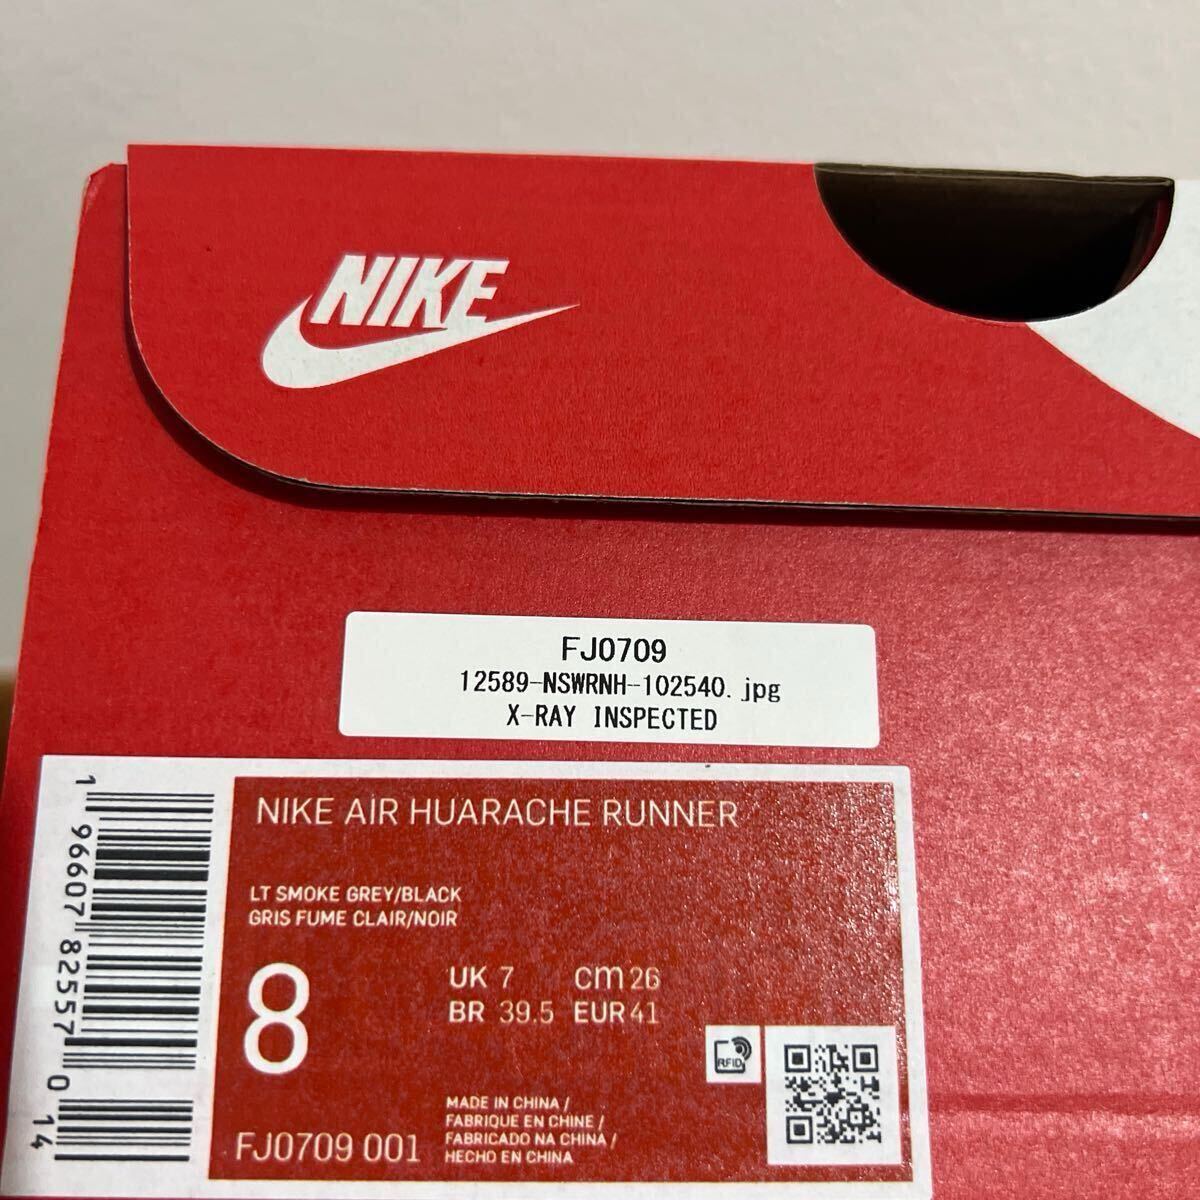 NIKE
FJ0709
12589-NSWRNH-102540.jpg
X-RAY INSPECTED
NIKE AIR HUARACHE RUNNER
LT SMOKE GREY/BLACK
GRIS FUME CLAIR/NOIR
8
UK 7 cm 26
BR 39.5 EUR 41
RFID
MADE IN CHINA /
FABRIQUE EN CHINE /
FABRICADO NA CHINA /
HECHO EN CHINA
FJ0709 001
1 96607 82557 0 14